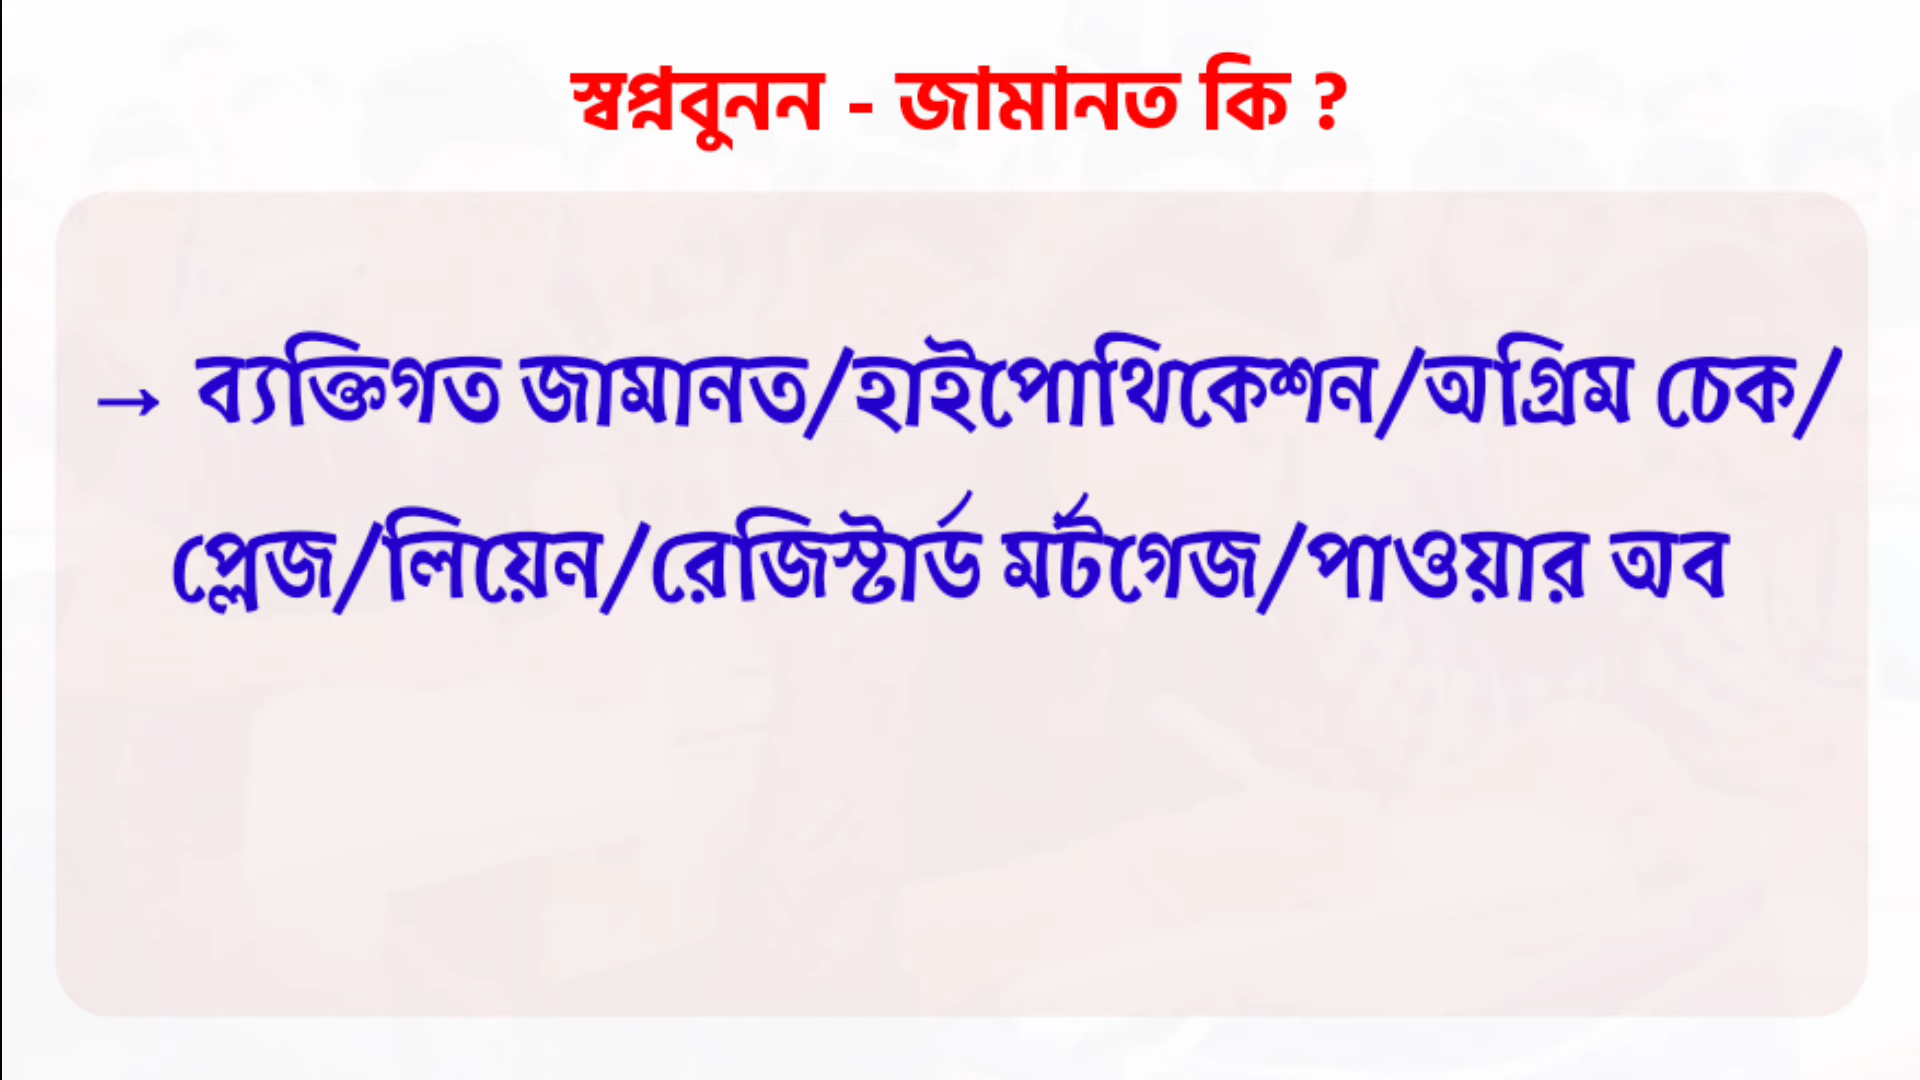 স্বপ্নবুনন - জামানত কি ?
→ ব্যক্তিগত জামানত/হাইপোথিকেশন/অগ্রিম চেক/
প্লেজ/লিয়েন/রেজিস্টার্ড মর্টগেজ/পাওয়ার অব